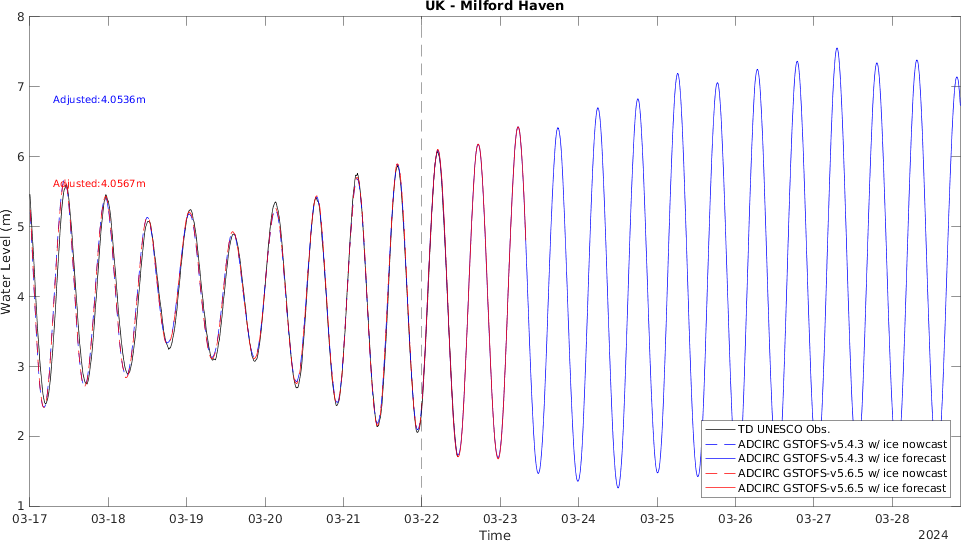 UK - Milford Haven
8
7
6
5
4
3
2
1
Water Level (m)
Adjusted:4.0536m
Adjusted:4.0567m
TD UNESCO Obs.
ADCIRC GSTOFS-v5.4.3 w/ ice nowcast
ADCIRC GSTOFS-v5.4.3 w/ ice forecast
ADCIRC GSTOFS-v5.6.5 w/ ice nowcast
ADCIRC GSTOFS-v5.6.5 w/ ice forecast
03-17 03-18 03-19 03-20 03-21 03-22 03-23 03-24 03-25 03-26 03-27 03-28
Time
2024